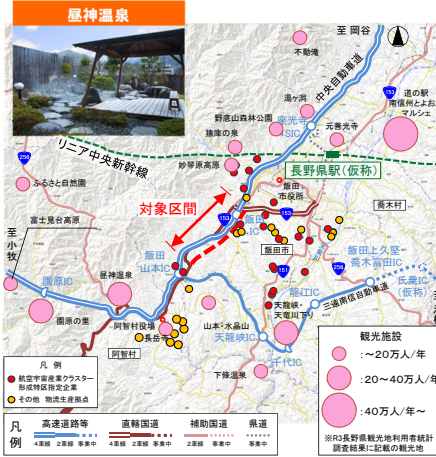 昼神温泉
至 岡谷
不動滝
中央自動車道
153
道の駅
南信州とよおか
マルシェ
湯ヶ洞
野底山森林公園
座光寺
SIC
元善光寺
猿庫の泉
リニア中央新幹線
妙琴原高原
256
長野県駅(仮称)
ふるさと自然園
飯田
市役所
対象区間
喬木村
153
153
富士見台高原
飯田
IC
飯田市
至
小牧
飯田
山本IC
飯田上久堅
喬木富田IC
151
256
氏乗IC
(仮称)
園原IC
昼神温泉
龍江IC
三遠南信自動車道
天龍峡・
天竜川下り
園原の里
山本・水晶山
阿智村役場
長岳寺
天龍峡IC
阿智村
千代IC
下條温泉
凡 例
航空宇宙産業クラスター
形成特区指定企業
その他 物流生産拠点
観光施設
:~20万人/年
:20~40万人/年
:40万人/年~
※R3長野県観光地利用者統計
調査結果に記載の観光地
凡
例
高速道路等
直轄国道
補助国道
県道
4車線 2車線 事業中
4車線 2車線 事業中
2車線 事業中
事業中